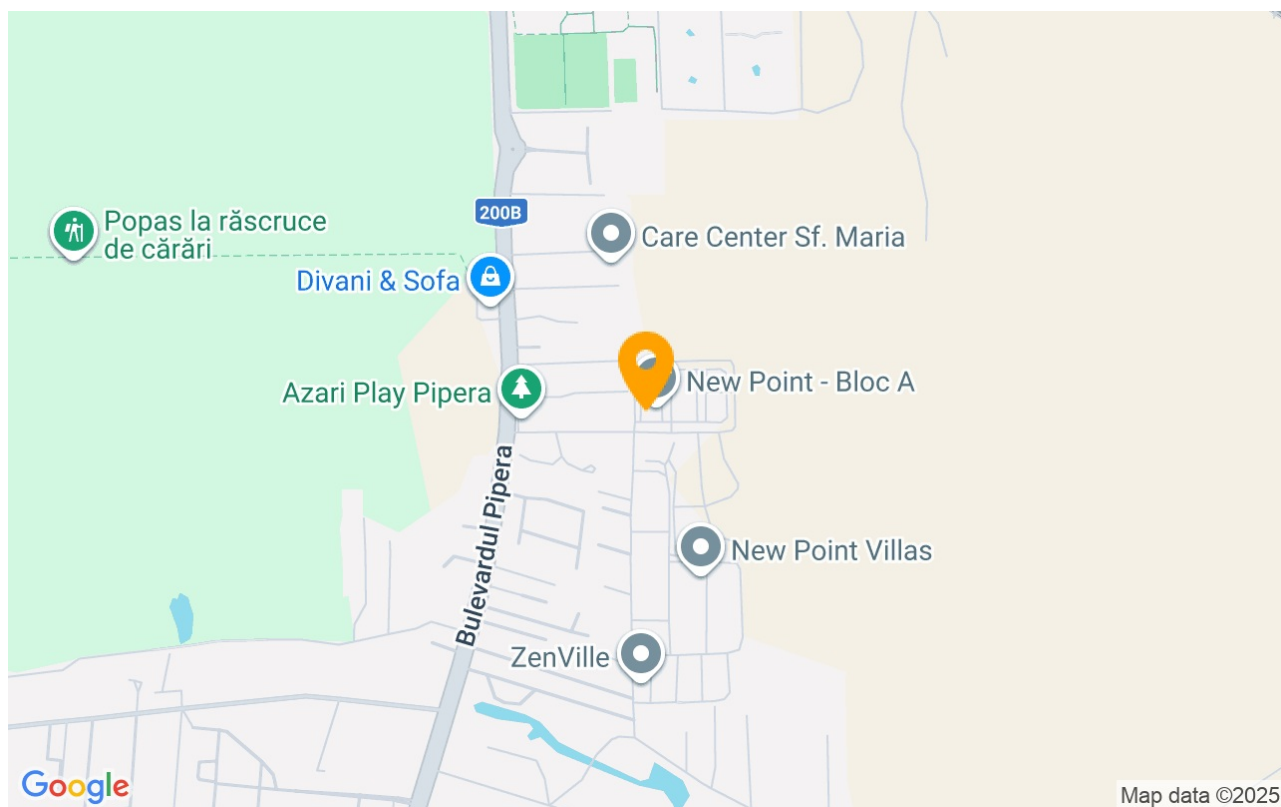 Popas la răscruce
de cărări
200B
Care Center Sf. Maria
Divani & Sofa
New Point - Bloc A
Azari Play Pipera
Bulevardul Pipera
New Point Villas
ZenVille
Google
Map data ©2025